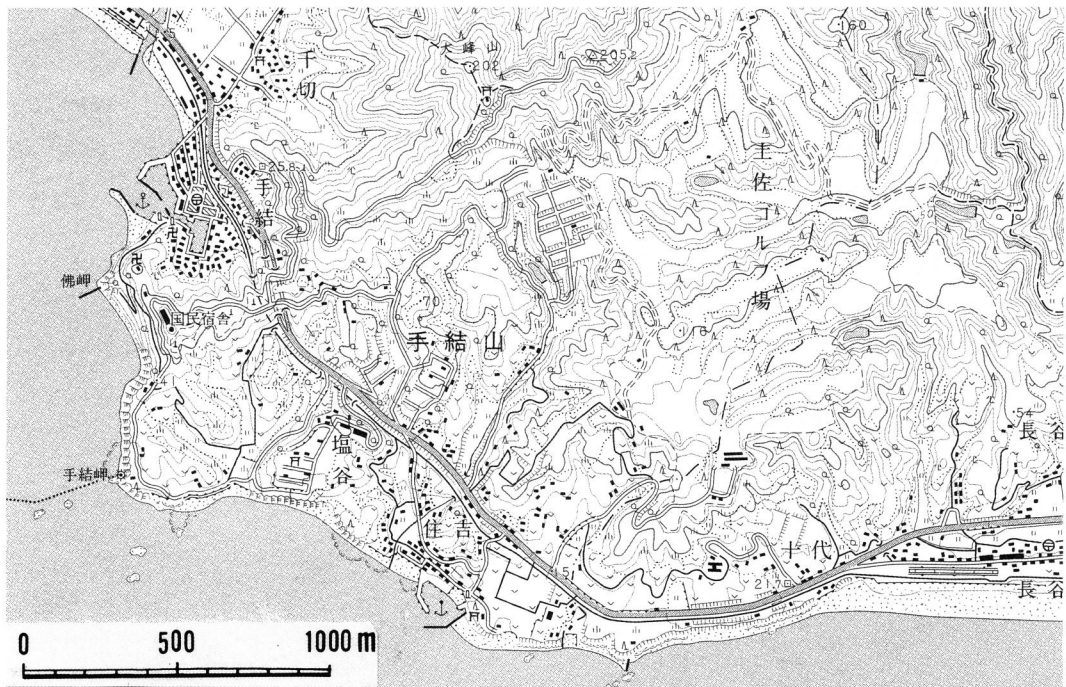 大峰山
202
205.2
160
千切
25.8
手結
土佐ゴルフ場
佛岬
国民宿舎
70
手結山
16
54
長谷
塩谷
手結岬
住吉
十代
5
21.7
長谷
0 500 1000 m